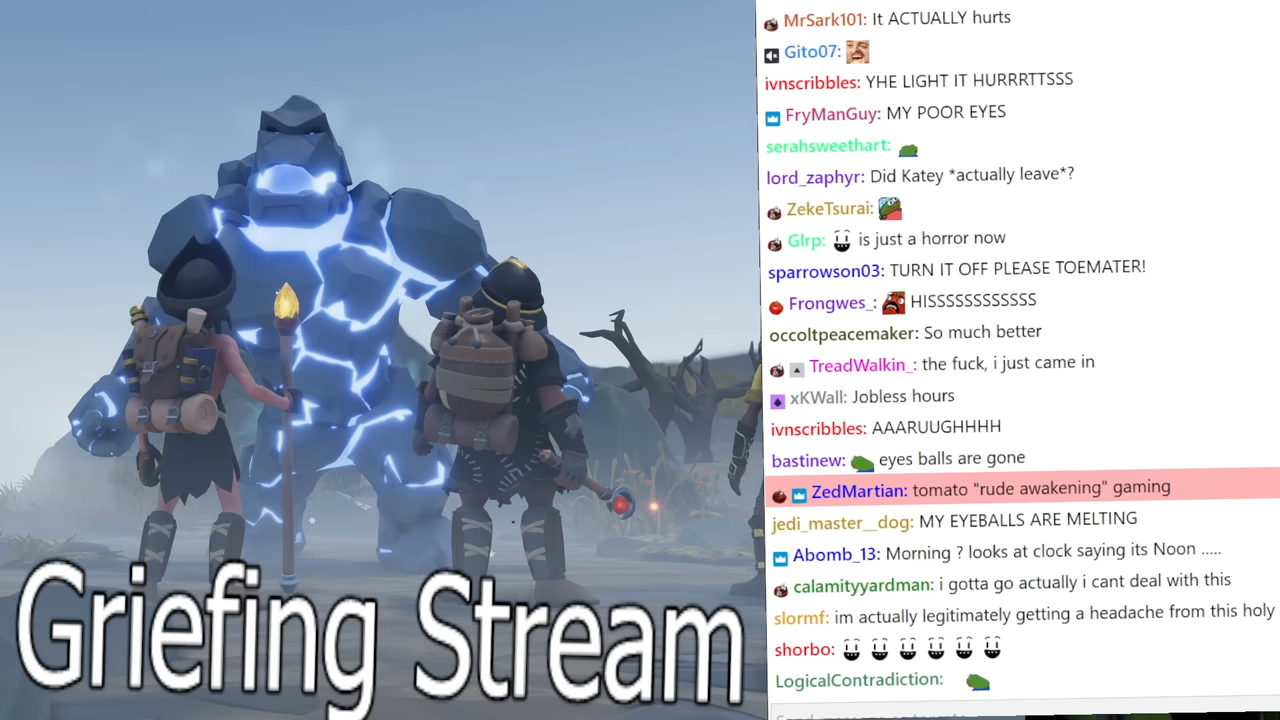 MrSark101: It ACTUALLY hurts
Gito07:
ivnscribbles: YHE LIGHT IT HURRRTTSSS
FryManGuy: MY POOR EYES
serahsweethart:
lord_zaphyr: Did Katey *actually leave*?
ZekeTsurai:
Glrp: is just a horror now
sparrowson03: TURN IT OFF PLEASE TOEMATER!
Frongwes_: HISSSSSSSSSSSS
occoltpeacemaker: So much better
TreadWalkin_: the fuck, i just came in
xKWall: Jobless hours
ivnscribbles: AAARUUGHHHH
bastinew: eyes balls are gone
ZedMartian: tomato "rude awakening" gaming
jedi_master__dog: MY EYEBALLS ARE MELTING
Abomb_13: Morning ? looks at clock saying its Noon .....
calamityyardman: i gotta go actually i cant deal with this
slormf: im actually legitimately getting a headache from this holy
shorbo:
LogicalContradiction:
Griefing Stream